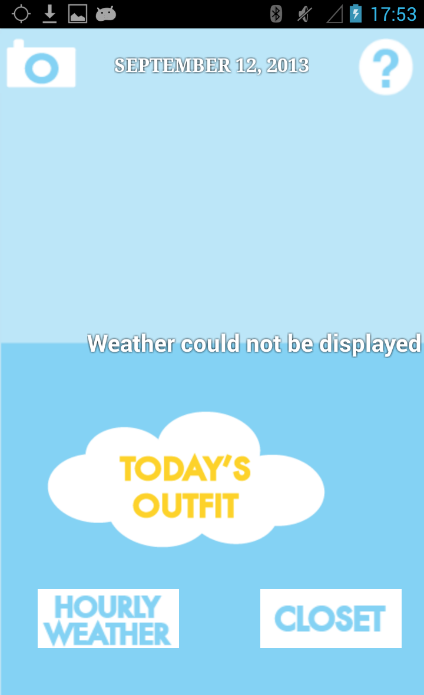 17:53
SEPTEMBER 12, 2013
?
Weather could not be displayed
TODAY'S
OUTFIT
HOURLY
WEATHER
CLOSET